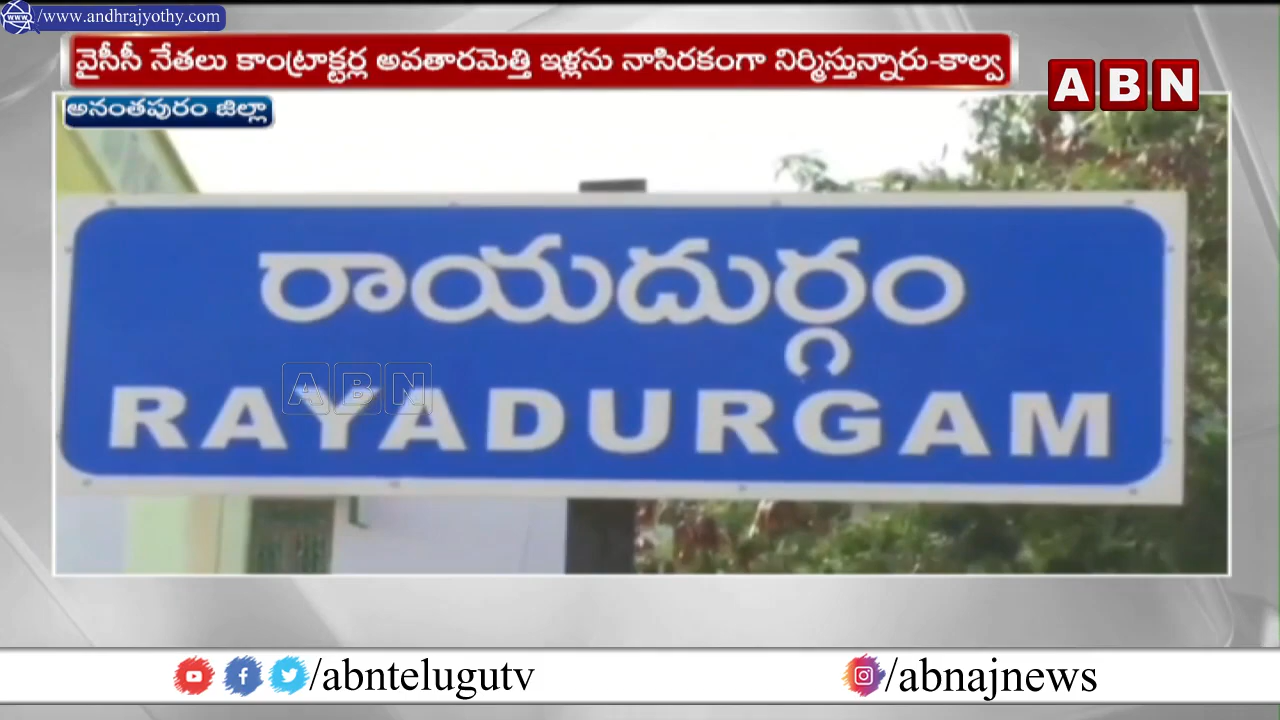 www.andhrajyothy.com
వైసీసీ నేతలు కాంట్రాక్టర్ల అవతారమెత్తి ఇళ్లను నాసిరకంగా నిర్మిస్తున్నారు-కాల్వ
ABN
అనంతపురం జిల్లా
రాయదుర్గం
ABN
RAYADURGAM
/abntelugutv
/abnajnews